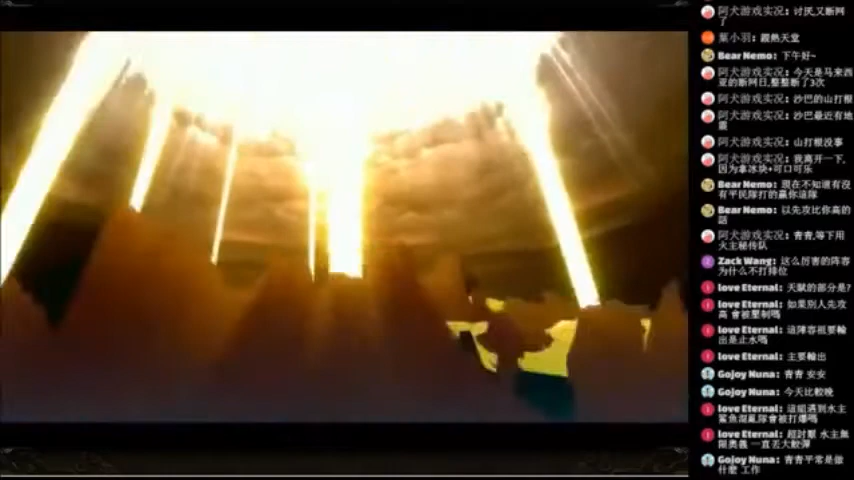 阿犬游戏实况：讨厌,又断网
了
葉小羽：鍛熱天堂
Bear Nemo：下午好~
阿犬游戏实况：今天是马来西
亚的断网日,整整断了3次
阿犬游戏实况：沙巴的山打根
阿犬游戏实况：沙巴最近有地
震
阿犬游戏实况：山打根没事
阿犬游戏实况：我离开一下,
因为拿冰块+可口可乐
Bear Nemo：現在不知道有沒
有平民隊打的贏你這隊
Bear Nemo：以先攻比你高的
話
阿犬游戏实况：青青,等下用
火主秘传队
Zack Wang：这么厉害的阵容
为什么不打排位
love Eternal：天賦的部分是?
love Eternal：如果別人先攻
高 會被壓制嗎
love Eternal：這陣容祖要輸
出是止水嗎
love Eternal：主要輸出
Gojoy Nuna：青青 安安
Gojoy Nuna：今天比較晚
love Eternal：這組遇到水主
鯊魚混亂隊會被打爆嗎
love Eternal：超討厭 水主無
限奧義 一直丟大鮫彈
Gojoy Nuna：青青平常是做
什麼 工作